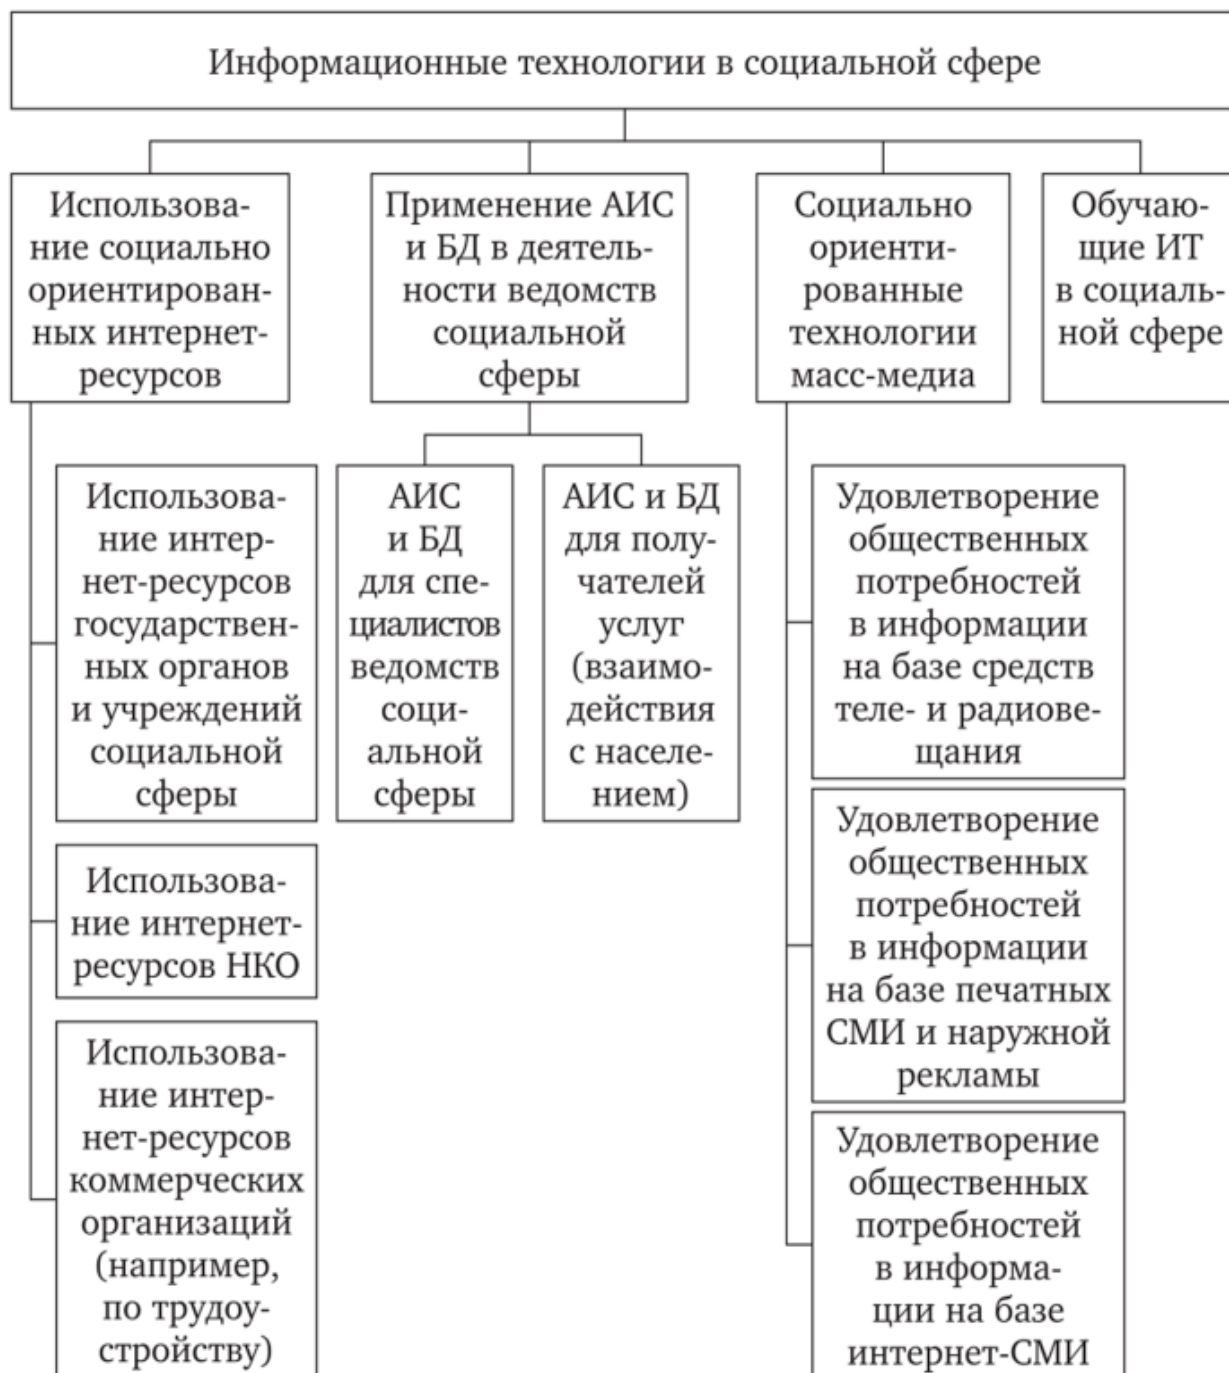 Информационные технологии в социальной сфере
Использова-
ние социально
ориентирован-
ных интернет-
ресурсов
Применение АИС
и БД в деятель-
ности ведомств
социальной
сферы
Социально
ориенти-
рованные
технологии
масс-медиа
Обучаю-
щие ИТ
в социаль-
ной сфере
Использова-
ние интер-
нет-ресурсов
государствен-
ных органов
и учреждений
социальной
сферы
АИС
и БД
для спе-
циалистов
ведомств
соци-
альной
сферы
АИС и БД
для полу-
чателей
услуг
(взаимо-
действия
с населе-
нием)
Удовлетворение
общественных
потребностей
в информации
на базе средств
теле- и радиове-
щания
Использова-
ние интернет-
ресурсов НКО
Удовлетворение
общественных
потребностей
в информации
на базе печатных
СМИ и наружной
рекламы
Использова-
ние интер-
нет-ресурсов
коммерческих
организаций
(например,
по трудоу-
стройству)
Удовлетворение
общественных
потребностей
в информа-
ции на базе
интернет-СМИ